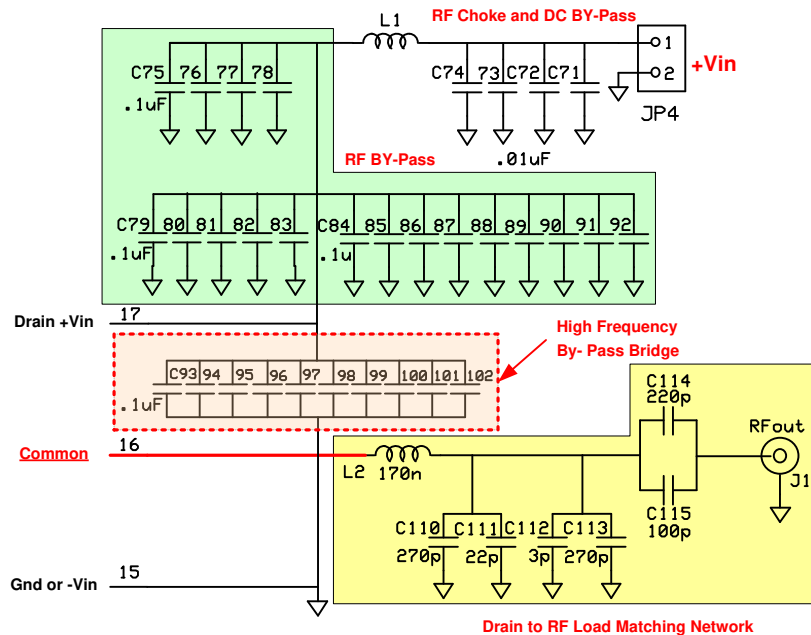 RF Choke and DC BY-Pass
L1
1
2
+Vin
JP4
C75 76 77 78
.1uF
C74 73 C72 C71
.01uF
RF BY-Pass
C79 80 81 82 83
.1uF
C84 85 86 87 88 89 90 91 92
.1u
Drain +Vin 17
High Frequency
By- Pass Bridge
C93 94 95 96 97 98 99 100 101 102
.1uF
Common 16
L2 170n
C114
220p
RFout
J1
C115
100p
C110 C111 C112 C113
270p 22p 3p 270p
Gnd or -Vin 15
Drain to RF Load Matching Network